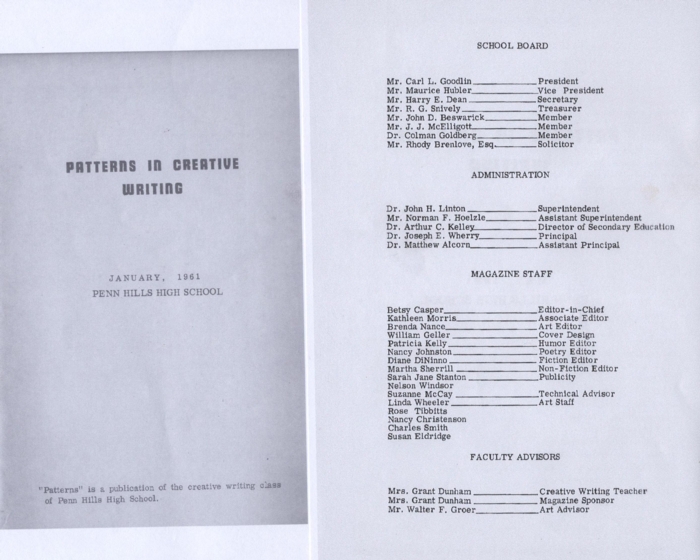 PATTERNS IN CREATIVE
WRITING
JANUARY, 1961
PENN HILLS HIGH SCHOOL
"Patterns" is a publication of the creative writing class
of Penn Hills High School.
SCHOOL BOARD
Mr. Carl L. Goodlin President
Mr. Maurice Hubler Vice President
Mr. Harry E. Dean Secretary
Mr. R. G. Snively Treasurer
Mr. John D. Beswarick Member
Mr. J. J. McElligott Member
Dr. Colman Goldberg Member
Mr. Rhody Brenlove, Esq. Solicitor
ADMINISTRATION
Dr. John H. Linton Superintendent
Mr. Norman F. Hoelzle Assistant Superintendent
Dr. Arthur C. Kelley Director of Secondary Education
Dr. Joseph E. Wherry Principal
Dr. Matthew Alcorn Assistant Principal
MAGAZINE STAFF
Betsy Casper Editor-in-Chief
Kathleen Morris Associate Editor
Brenda Nance Art Editor
William Geller Cover Design
Patricia Kelly Humor Editor
Nancy Johnston Poetry Editor
Diane DiNinno Fiction Editor
Martha Sherrill Non-Fiction Editor
Sarah Jane Stanton Publicity
Nelson Windsor
Suzanne McCay Technical Advisor
Linda Wheeler Art Staff
Rose Tibbitts
Nancy Christenson
Charles Smith
Susan Eldridge
FACULTY ADVISORS
Mrs. Grant Dunham Creative Writing Teacher
Mrs. Grant Dunham Magazine Sponsor
Mr. Walter F. Groer Art Advisor